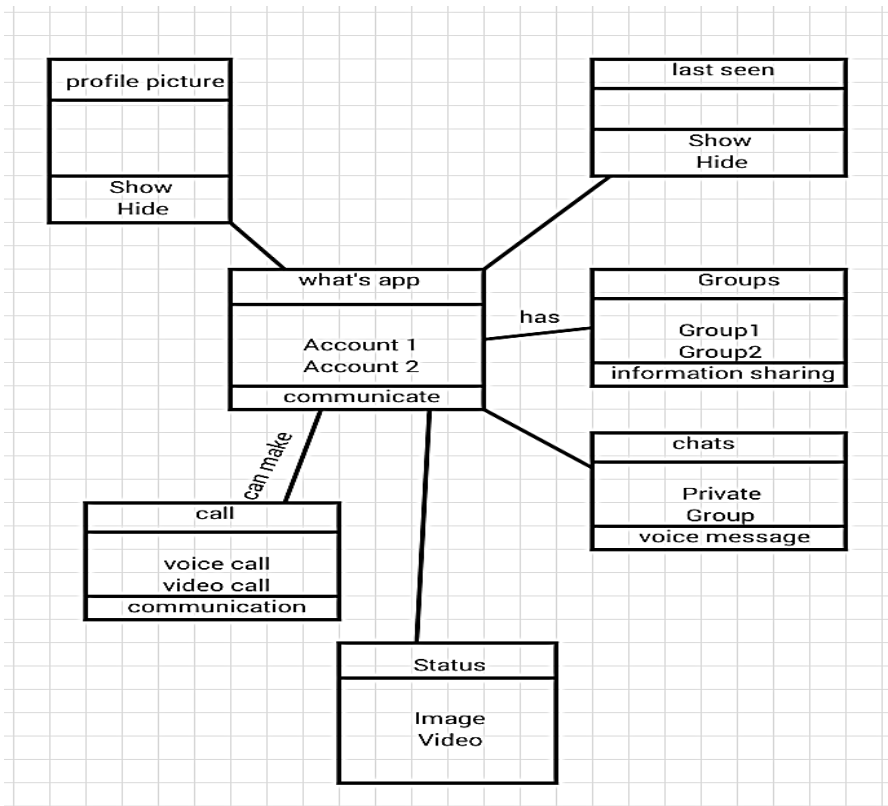 profile picture
Show
Hide
last seen
Show
Hide
what's app
Account 1
Account 2
communicate
has
Groups
Group1
Group2
information sharing
chats
Private
Group
voice message
can make
call
voice call
video call
communication
Status
Image
Video